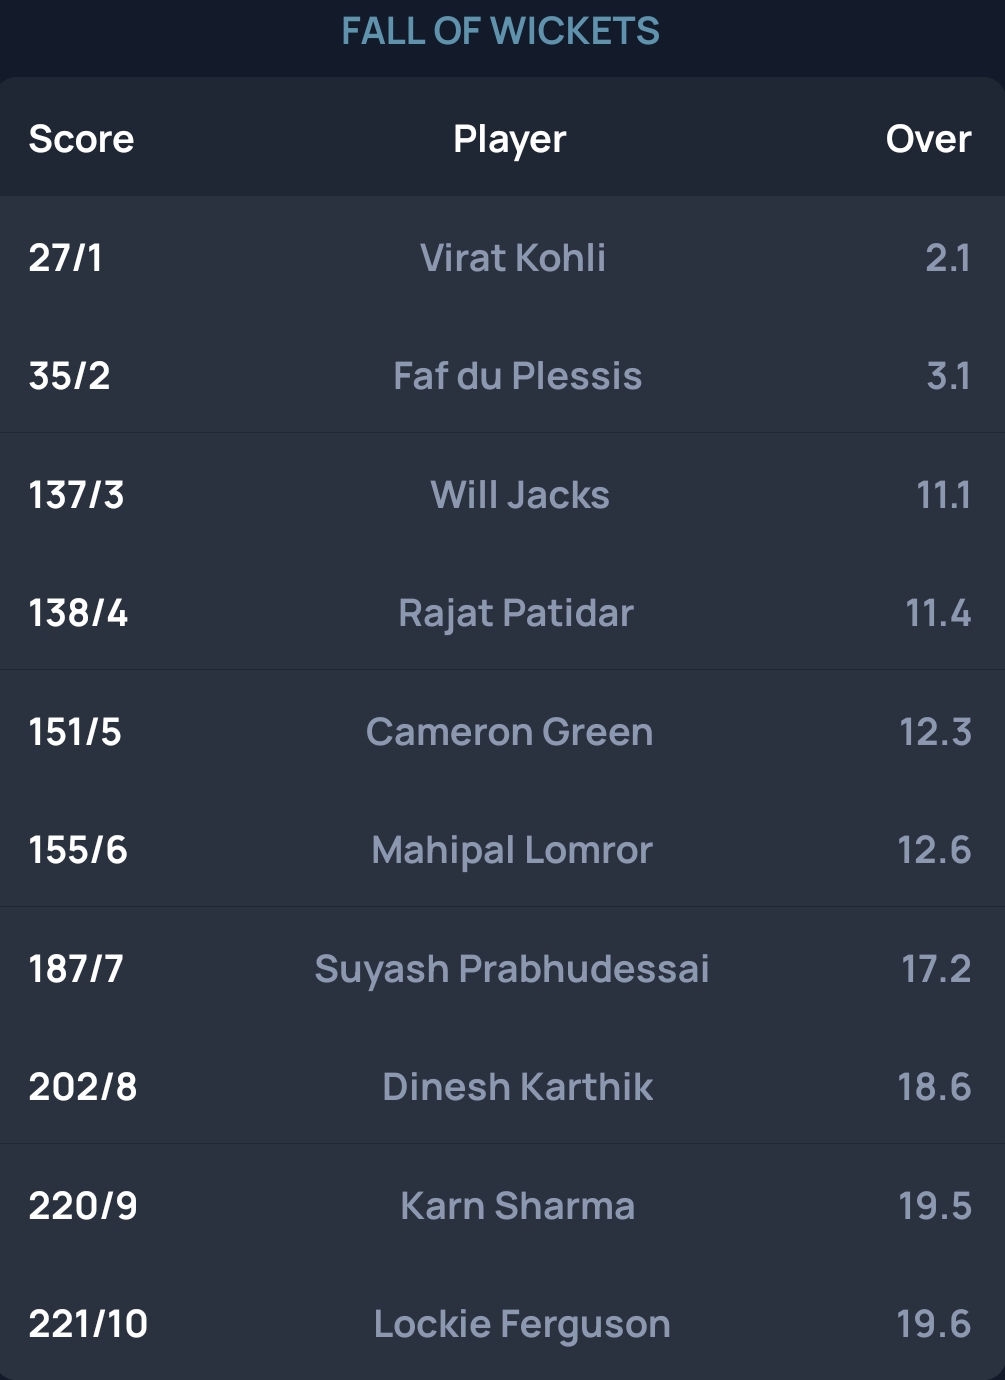 FALL OF WICKETS
Score Player Over
27/1 Virat Kohli 2.1
35/2 Faf du Plessis 3.1
137/3 Will Jacks 11.1
138/4 Rajat Patidar 11.4
151/5 Cameron Green 12.3
155/6 Mahipal Lomror 12.6
187/7 Suyash Prabhudessai 17.2
202/8 Dinesh Karthik 18.6
220/9 Karn Sharma 19.5
221/10 Lockie Ferguson 19.6